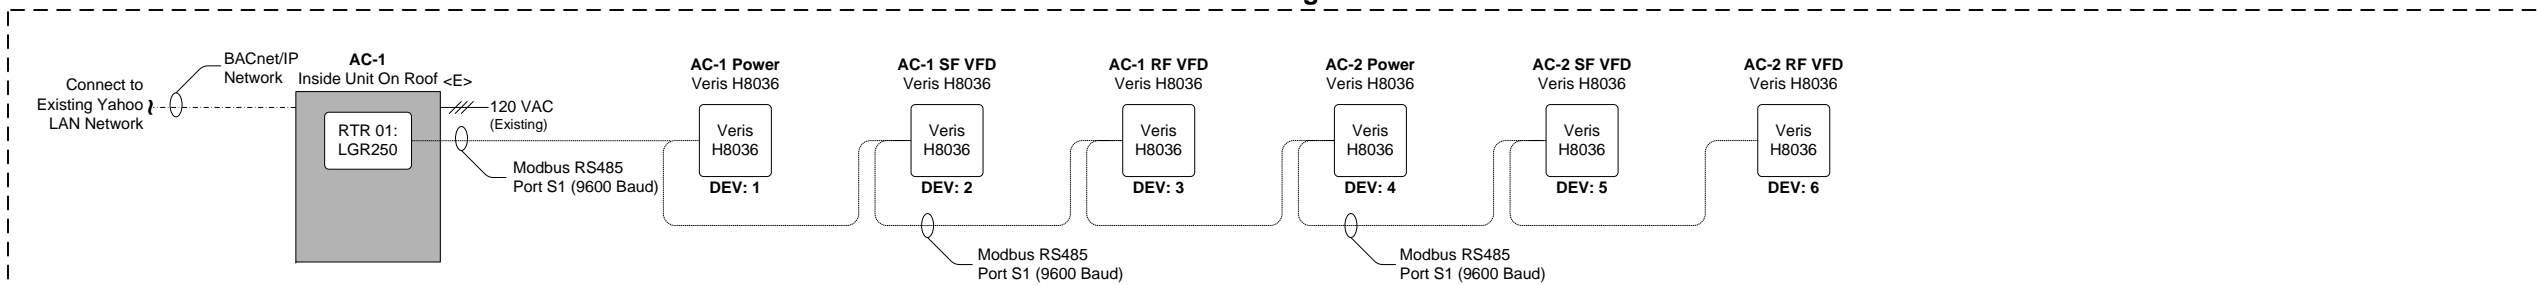 BACnet/IP
Network
Connect to
Existing Yahoo
LAN Network
AC-1
Inside Unit On Roof <E>
RTR 01:
LGR250
120 VAC
(Existing)
Modbus RS485
Port S1 (9600 Baud)
AC-1 Power
Veris H8036
Veris
H8036
DEV: 1
AC-1 SF VFD
Veris H8036
Veris
H8036
DEV: 2
Modbus RS485
Port S1 (9600 Baud)
AC-1 RF VFD
Veris H8036
Veris
H8036
DEV: 3
AC-2 Power
Veris H8036
Veris
H8036
DEV: 4
Modbus RS485
Port S1 (9600 Baud)
AC-2 SF VFD
Veris H8036
Veris
H8036
DEV: 5
AC-2 RF VFD
Veris H8036
Veris
H8036
DEV: 6